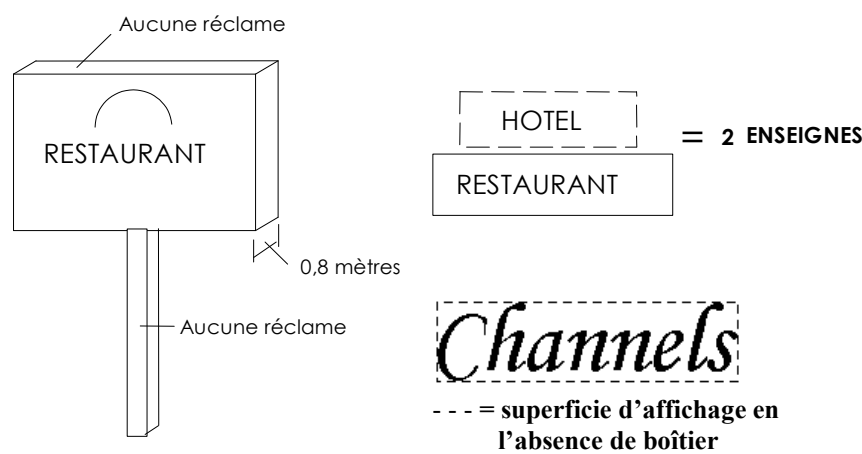 Aucune réclame
RESTAURANT
0,8 mètres
Aucune réclame
HOTEL
RESTAURANT
= 2 ENSEIGNES
Channels
- - - = superficie d’affichage en
l’absence de boîtier